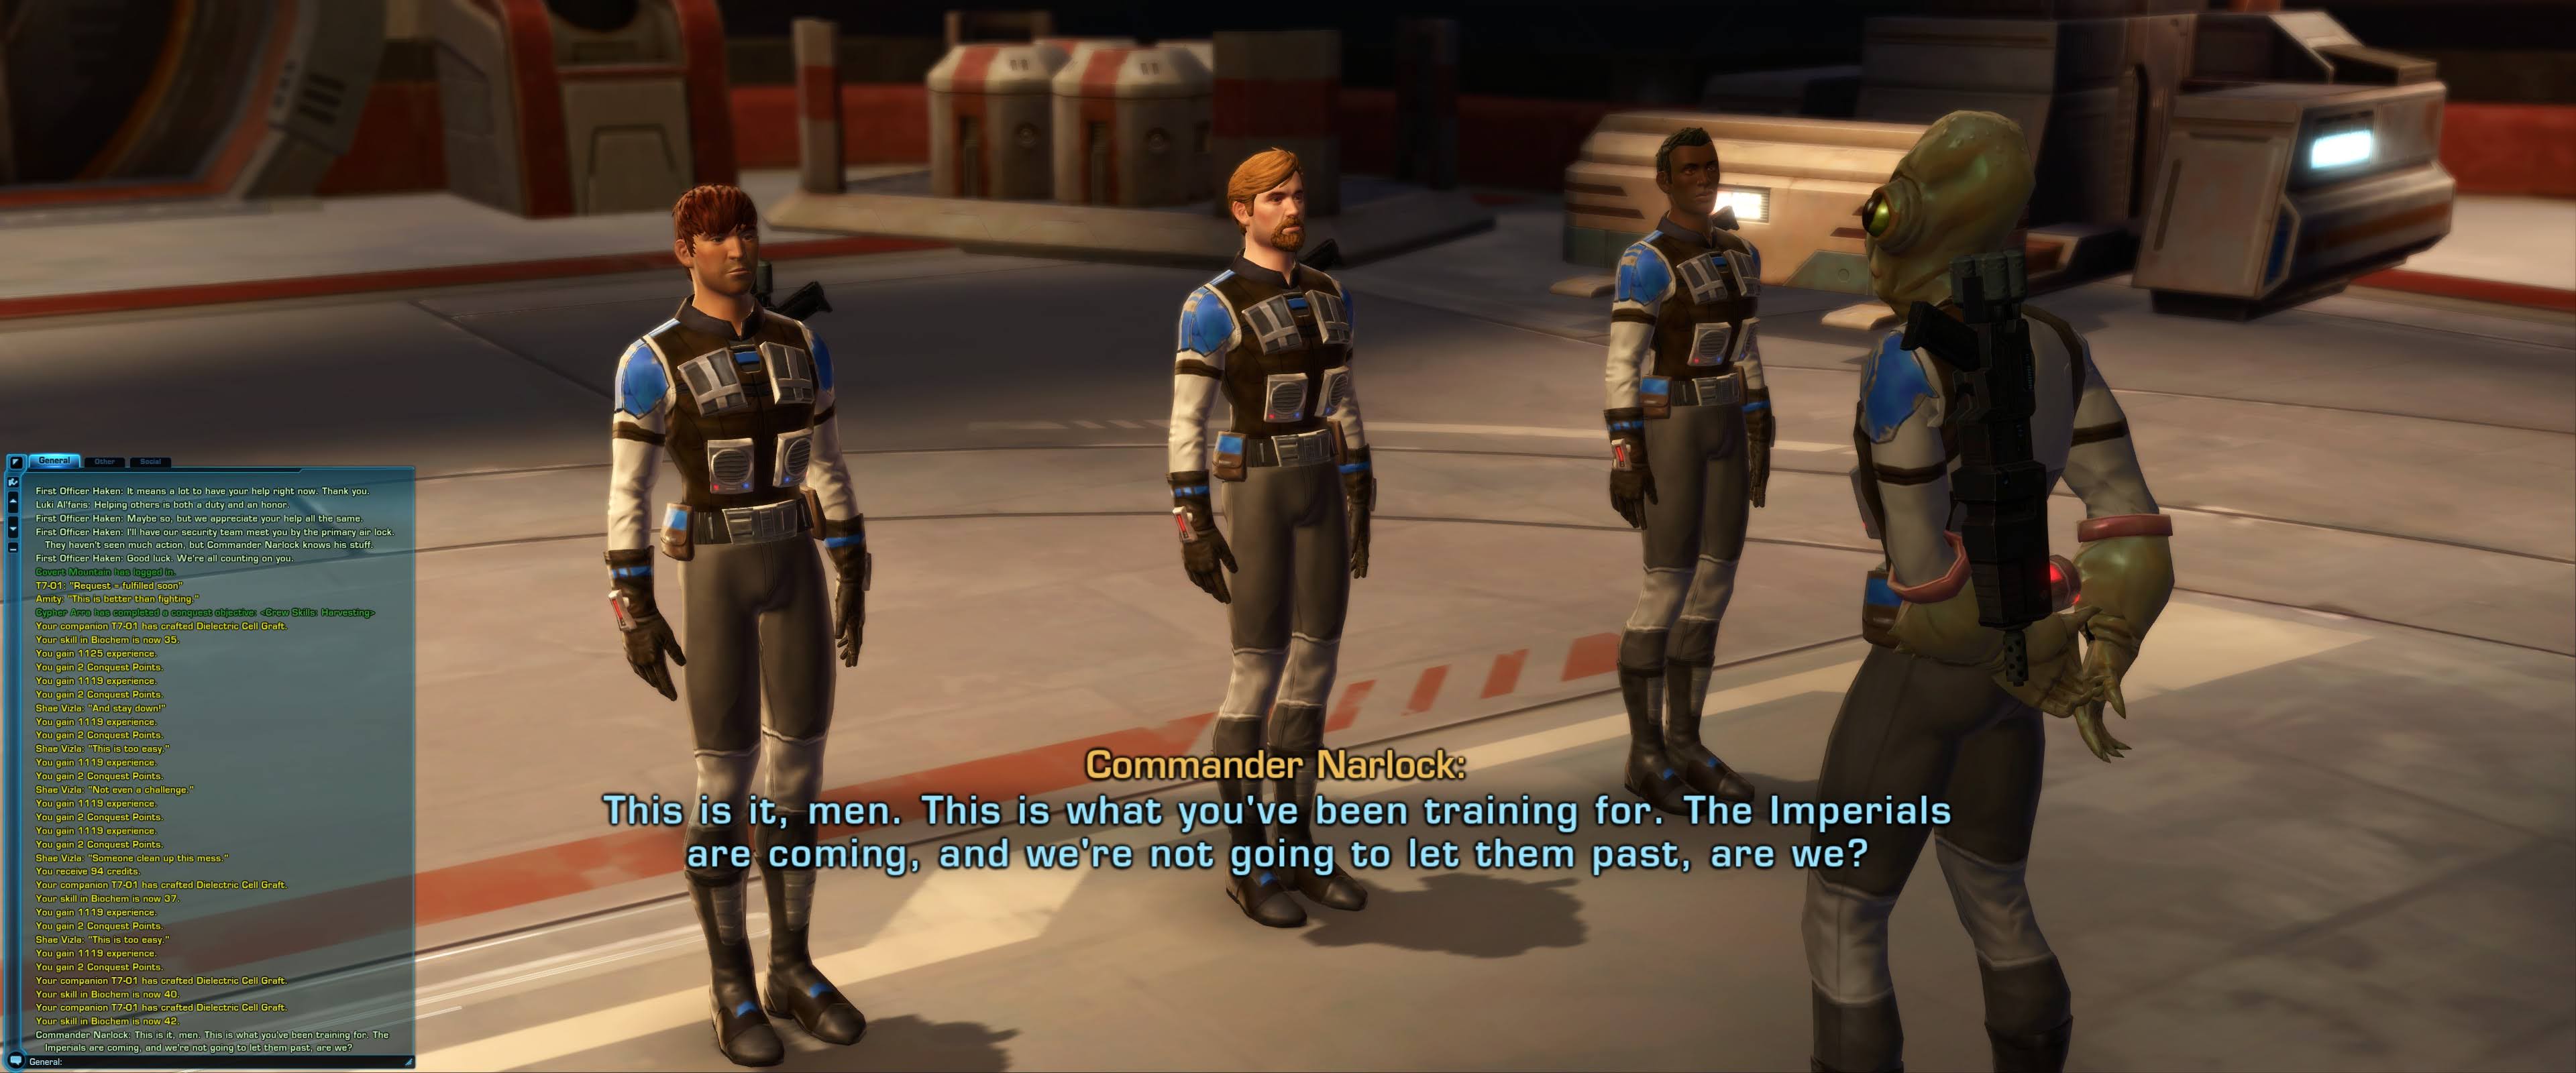 General
Other
Social
First Officer Haken: It means a lot to have your help right now. Thank you.
Luki Al'faris: Helping others is both a duty and an honor.
First Officer Haken: Maybe so, but we appreciate your help all the same.
First Officer Haken: I'll have our security team meet you by the primary air lock.
They haven't seen much action, but Commander Narlock knows his stuff.
First Officer Haken: Good luck. We're all counting on you.
Covert Mountain has logged in.
T7-01: "Request = fulfilled soon"
Amity: "This is better than fighting."
Cypher Arra has completed a conquest objective: <Crew Skills: Harvesting>
Your companion T7-01 has crafted Dielectric Cell Graft.
Your skill in Biochem is now 35.
You gain 1125 experience.
You gain 2 Conquest Points.
You gain 1119 experience.
You gain 2 Conquest Points.
Shae Vizla: "And stay down!"
You gain 1119 experience.
You gain 2 Conquest Points.
Shae Vizla: "This is too easy."
You gain 1119 experience.
You gain 2 Conquest Points.
Shae Vizla: "Not even a challenge."
You gain 1119 experience.
You gain 2 Conquest Points.
You gain 1119 experience.
You gain 2 Conquest Points.
Shae Vizla: "Someone clean up this mess."
You receive 94 credits.
Your companion T7-01 has crafted Dielectric Cell Graft.
Your skill in Biochem is now 37.
You gain 1119 experience.
You gain 2 Conquest Points.
Shae Vizla: "This is too easy."
You gain 1119 experience.
You gain 2 Conquest Points.
Your companion T7-01 has crafted Dielectric Cell Graft.
Your skill in Biochem is now 40.
Your companion T7-01 has crafted Dielectric Cell Graft.
Your skill in Biochem is now 42.
Commander Narlock: This is it, men. This is what you've been training for. The
Imperials are coming, and we're not going to let them past, are we?
General:
Commander Narlock:
This is it, men. This is what you've been training for. The Imperials
are coming, and we're not going to let them past, are we?